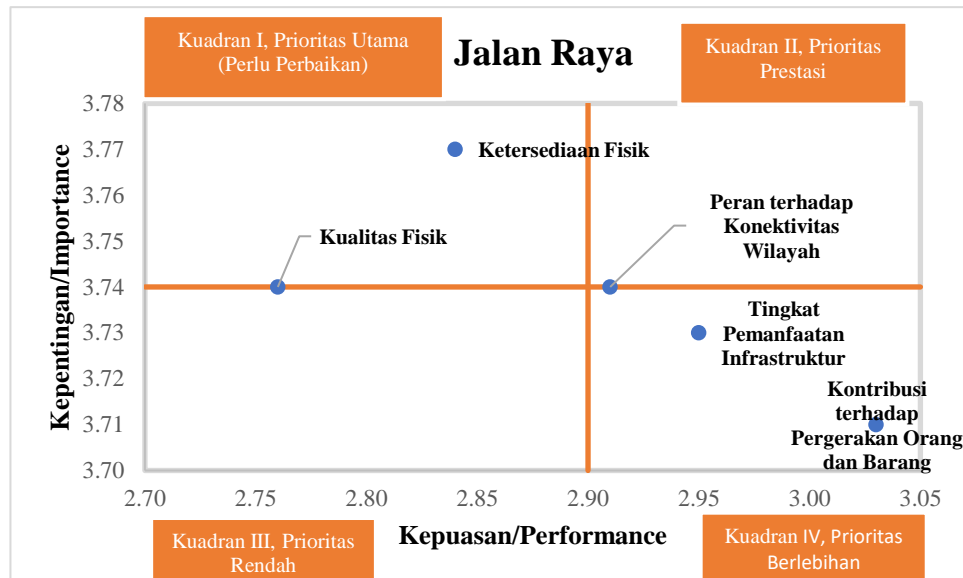 Kuadran I, Prioritas Utama
(Perlu Perbaikan)
Jalan Raya
Kuadran II, Prioritas
Prestasi
Kepentingan/Importance
3.78
3.77
3.76
3.75
3.74
3.73
3.72
3.71
3.70
Ketersediaan Fisik
Kualitas Fisik
Peran terhadap
Konektivitas
Wilayah
Tingkat
Pemanfaatan
Infrastruktur
Kontribusi
terhadap
Pergerakan Orang
dan Barang
2.70 2.75 2.80 2.85 2.90 2.95 3.00 3.05
Kepuasan/Performance
Kuadran III, Prioritas
Rendah
Kuadran IV, Prioritas
Berlebihan